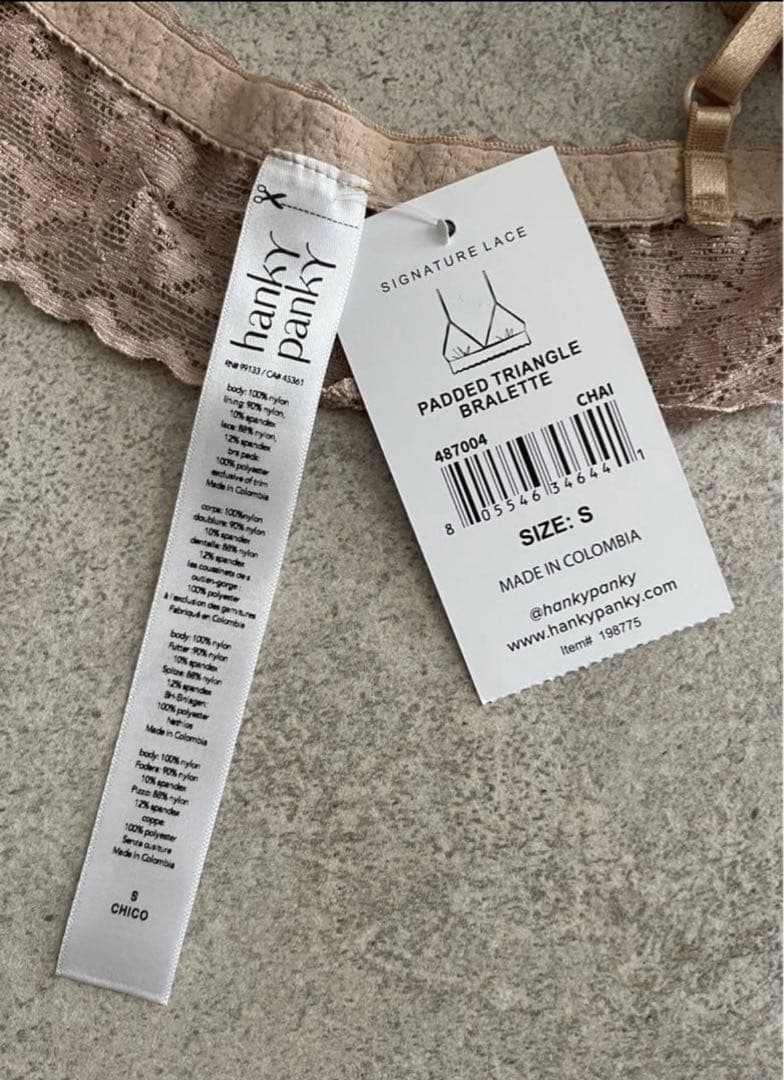 hanky
panky
RN# 99133 / CA# 45361
body: 100% nylon
lining: 90% nylon,
10% spandex
lace: 88% nylon,
12% spandex
bra pads:
100% polyester
exclusive of trim
Made in Colombia
corps: 100%nylon
doublure: 90% nylon
10% spandex
dentelle: 88% nylon
12% spandex
les coussinets de s
outien-gorge:
100% polyester
à l'exclusion des garnitures
Fabriqué en Colombie
body: 100% nylon
Futter: 90% nylon
10% spandex
Spitze: 88% nylon
12% spandex
BH-Einlagen:
100% polyester
Made in Colombia
body: 100% nylon
Fodera: 90% nylon
10% spandex
Pizzo: 88% nylon
12% spandex
coppe:
100% polyester
Senza cuciture
Made in Colombia
S
CHICO
SIGNATURE LACE
PADDED TRIANGLE
BRALETTE
487004 CHAI
8 05546 34644 1
SIZE: S
MADE IN COLOMBIA
@hankypanky
www.hankypanky.com
Item# 198775